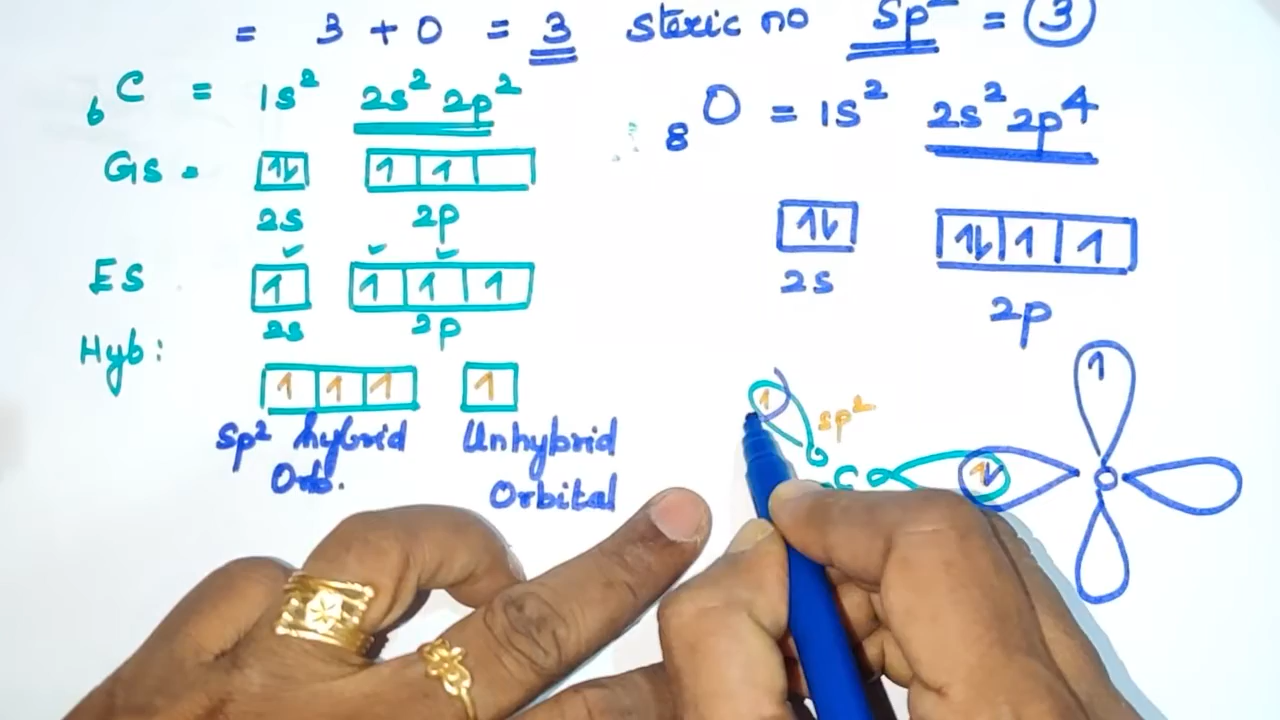 = 3 + 0 = 3 Steric no sp² = 3
₆C = 1s² 2s² 2p²
Gs = 1⇂ 1 1
2s 2p
ES 1 1 1 1
2s 2p
Hyb:
1 1 1 1
Sp² hybrid Orb.
Unhybrid Orbital
₈O = 1s² 2s² 2p⁴
1⇂ 1⇂ 1 1
2s 2p
1 sp² 1
C 1⇂ O